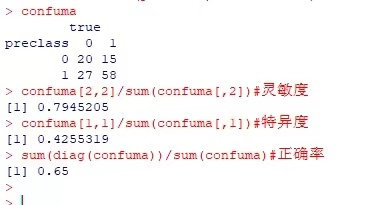 > confuma
true
preclass 0 1
0 20 15
1 27 58
> confuma[2,2]/sum(confuma[,2])#灵敏度
[1] 0.7945205
> confuma[1,1]/sum(confuma[,1])#特异度
[1] 0.4255319
> sum(diag(confuma))/sum(confuma)#正确率
[1] 0.65
>
>